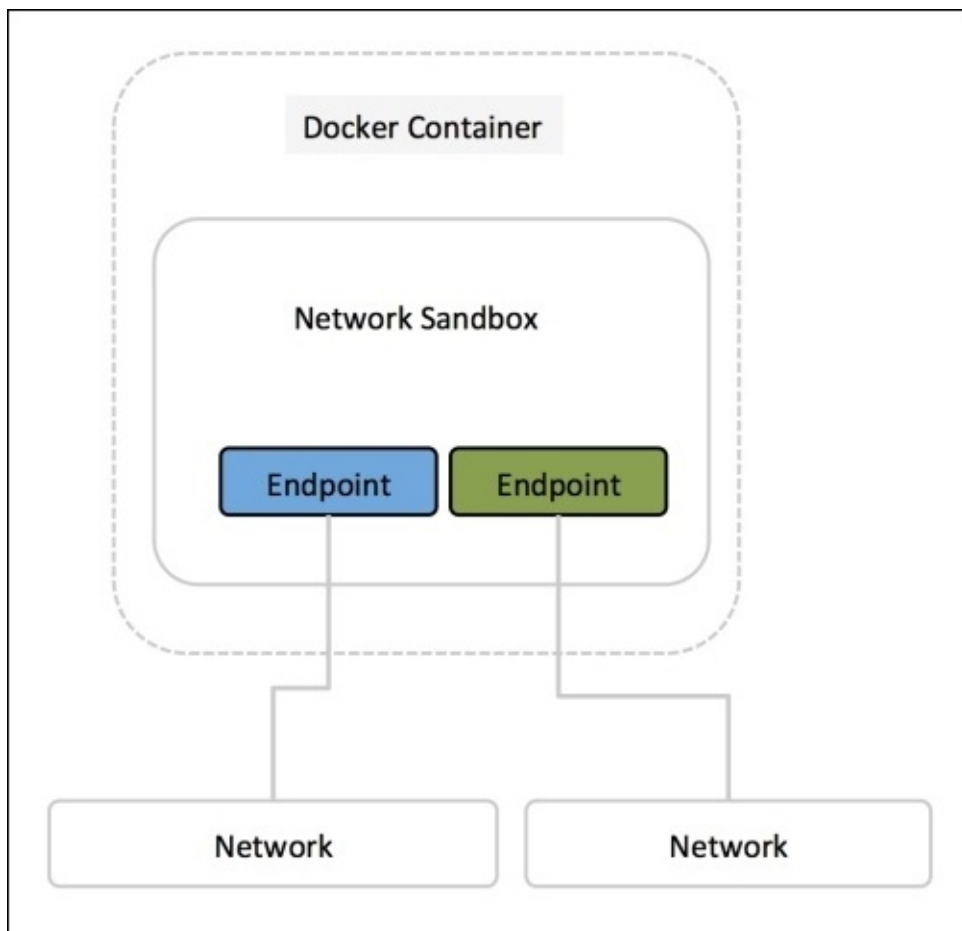 Docker Container
Network Sandbox
Endpoint
Endpoint
Network
Network